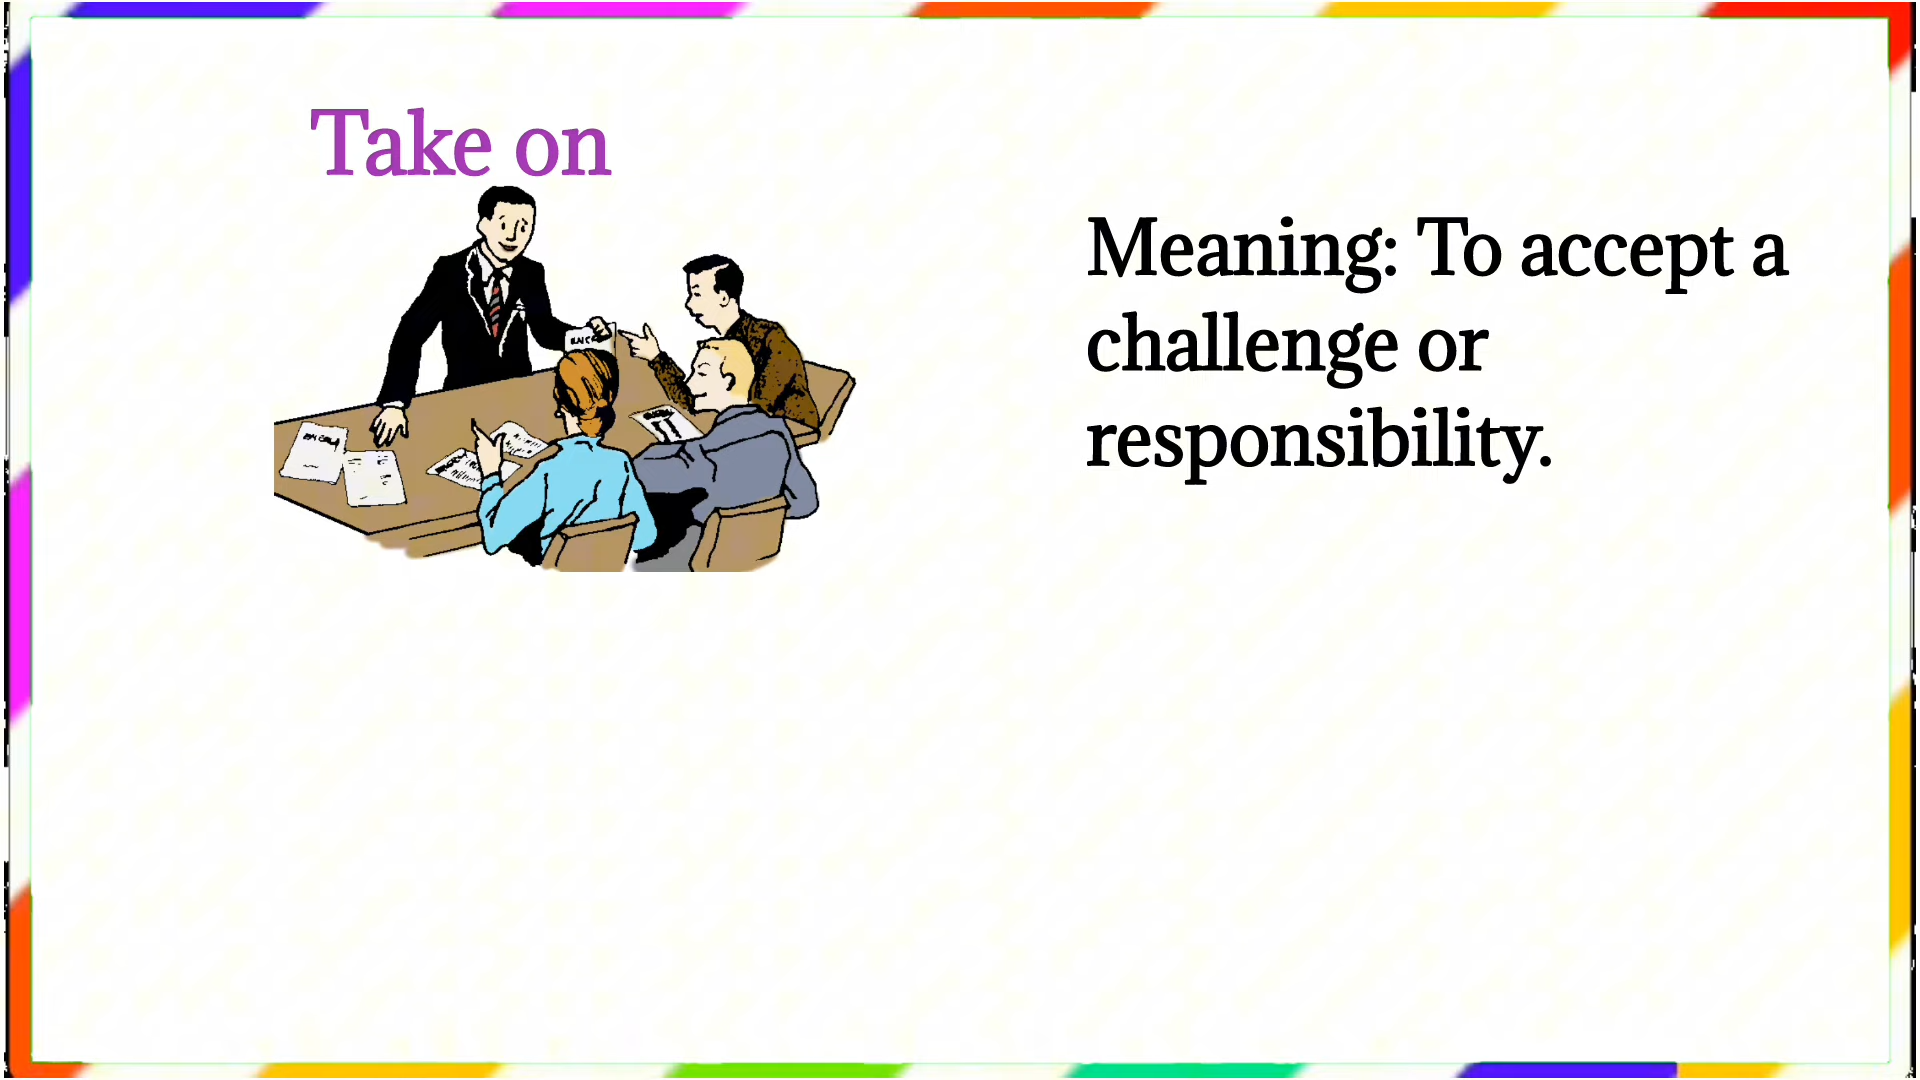 Take on
Meaning: To accept a
challenge or
responsibility.